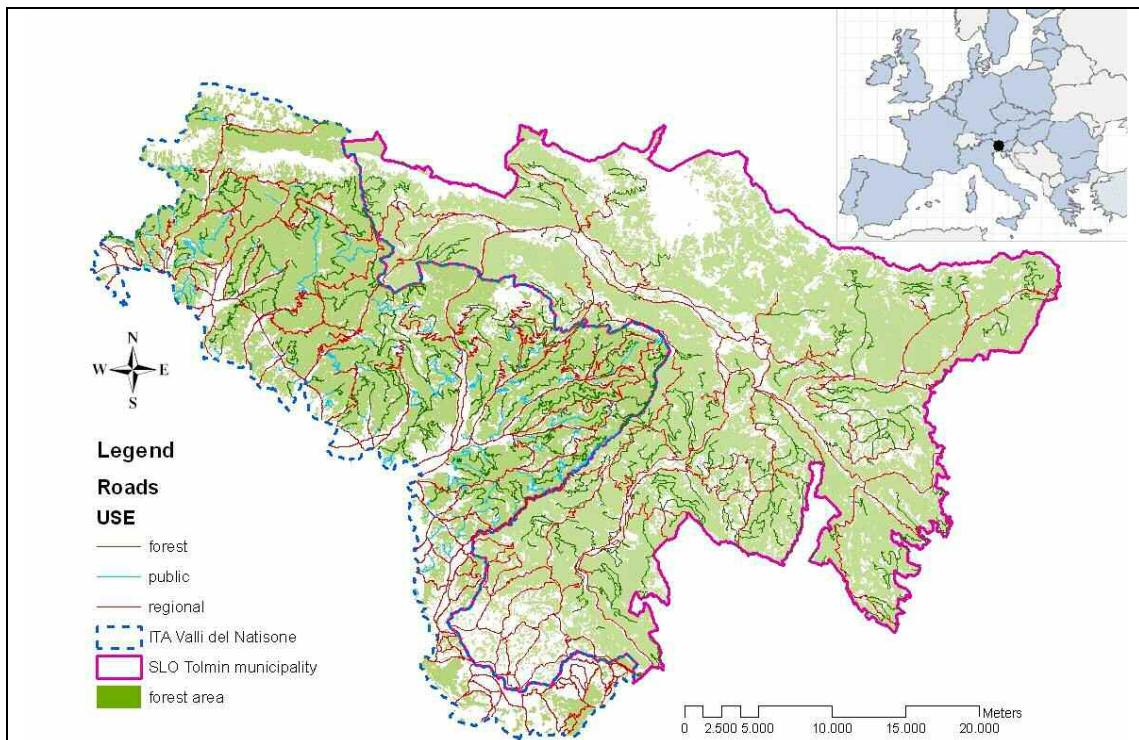 N
W E
S
Legend
Roads
USE
forest
public
regional
ITA Valli del Natisone
SLO Tolmin municipality
forest area
Meters
0 2.500 5.000 10.000 15.000 20.000